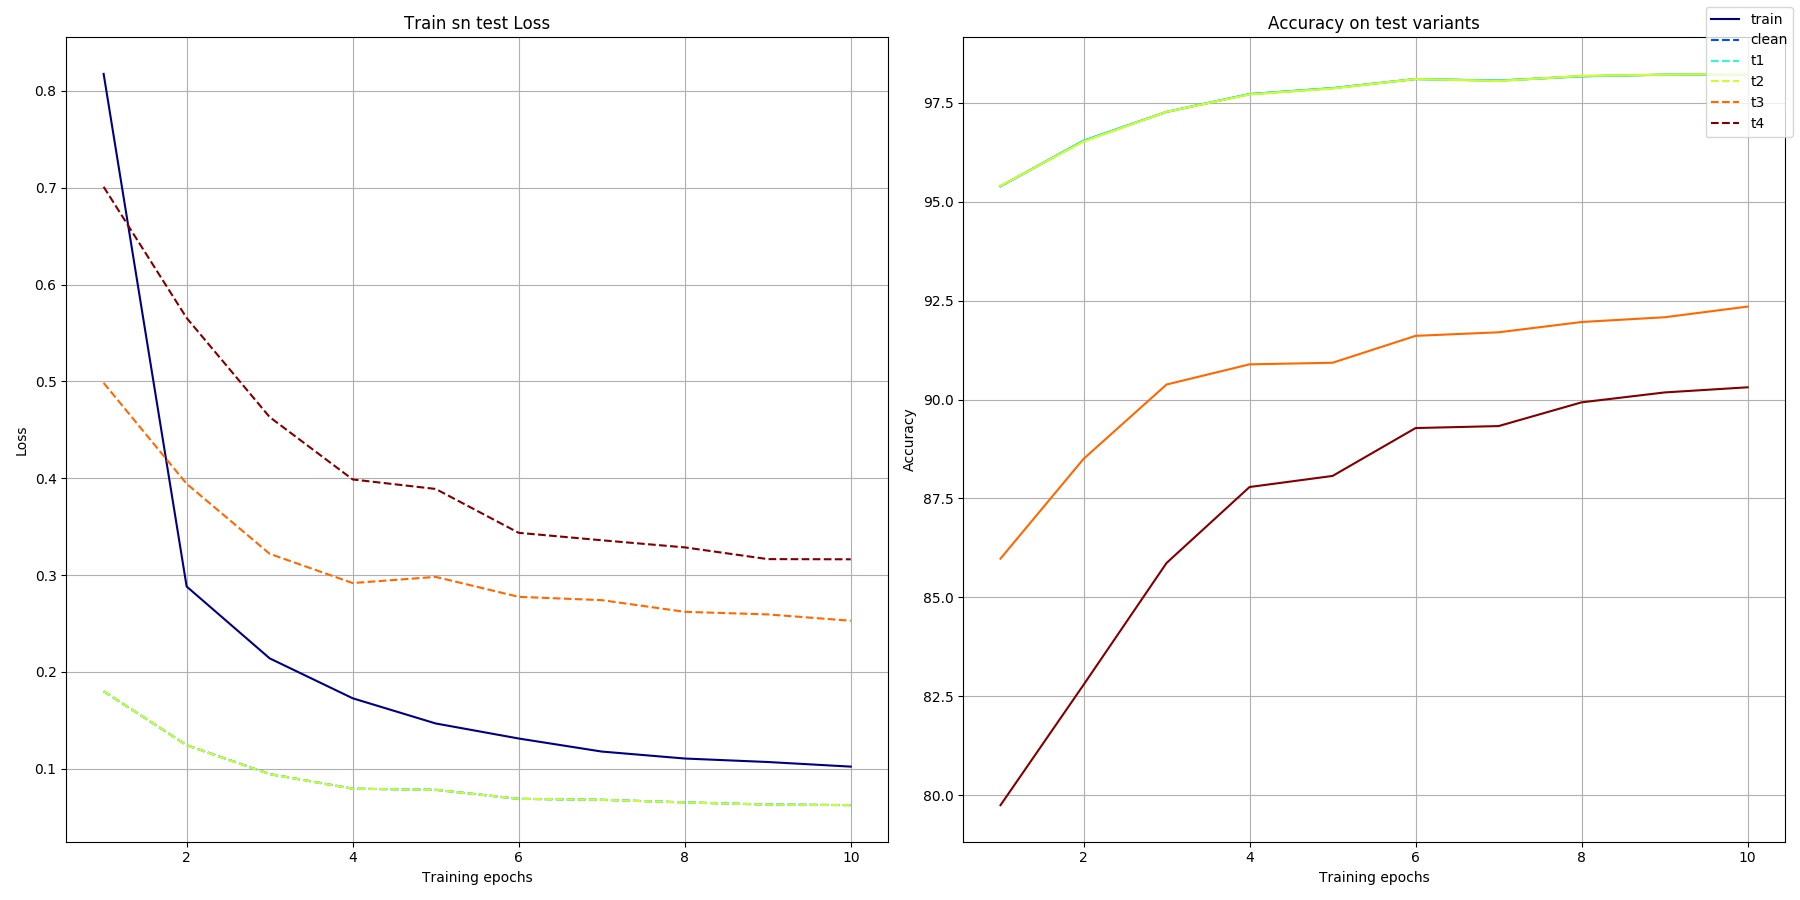 Train sn test Loss
0.8
0.7
0.6
0.5
0.4
0.3
0.2
0.1
Loss
2 4 6 8 10
Training epochs
Accuracy on test variants
97.5
95.0
92.5
90.0
87.5
85.0
82.5
80.0
Accuracy
2 4 6 8 10
Training epochs
train
clean
t1
t2
t3
t4